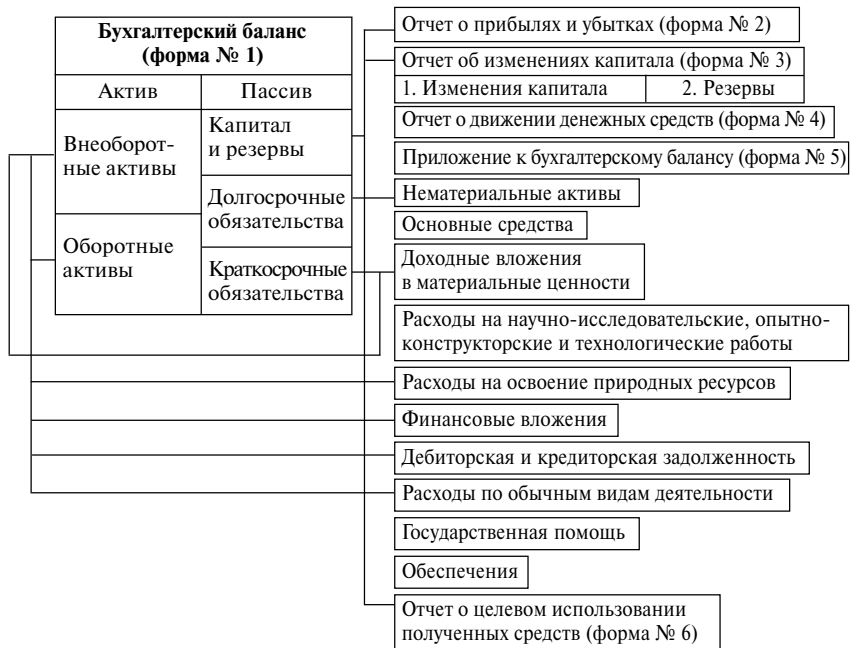 Бухгалтерский баланс
(форма № 1)
Актив
Пассив
Внеоборот-
ные активы
Оборотные
активы
Капитал
и резервы
Долгосрочные
обязательства
Краткосрочные
обязательства
Отчет о прибылях и убытках (форма № 2)
Отчет об изменениях капитала (форма № 3)
1. Изменения капитала
2. Резервы
Отчет о движении денежных средств (форма № 4)
Приложение к бухгалтерскому балансу (форма № 5)
Нематериальные активы
Основные средства
Доходные вложения
в материальные ценности
Расходы на научно-исследовательские, опытно-
конструкторские и технологические работы
Расходы на освоение природных ресурсов
Финансовые вложения
Дебиторская и кредиторская задолженность
Расходы по обычным видам деятельности
Государственная помощь
Обеспечения
Отчет о целевом использовании
полученных средств (форма № 6)